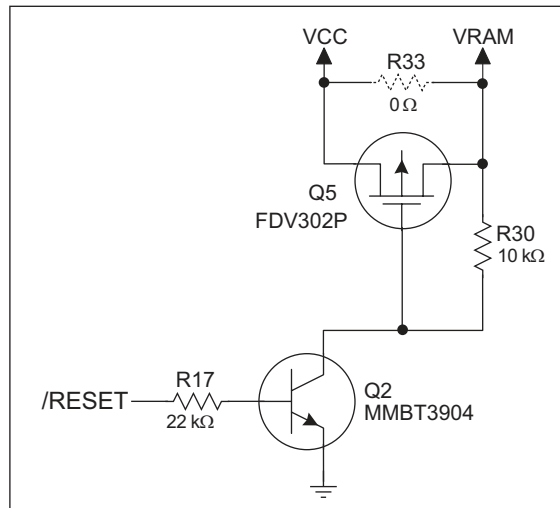 VCC
VRAM
R33
0 Ω
Q5
FDV302P
R30
10 kΩ
R17
/RESET
22 kΩ
Q2
MMBT3904